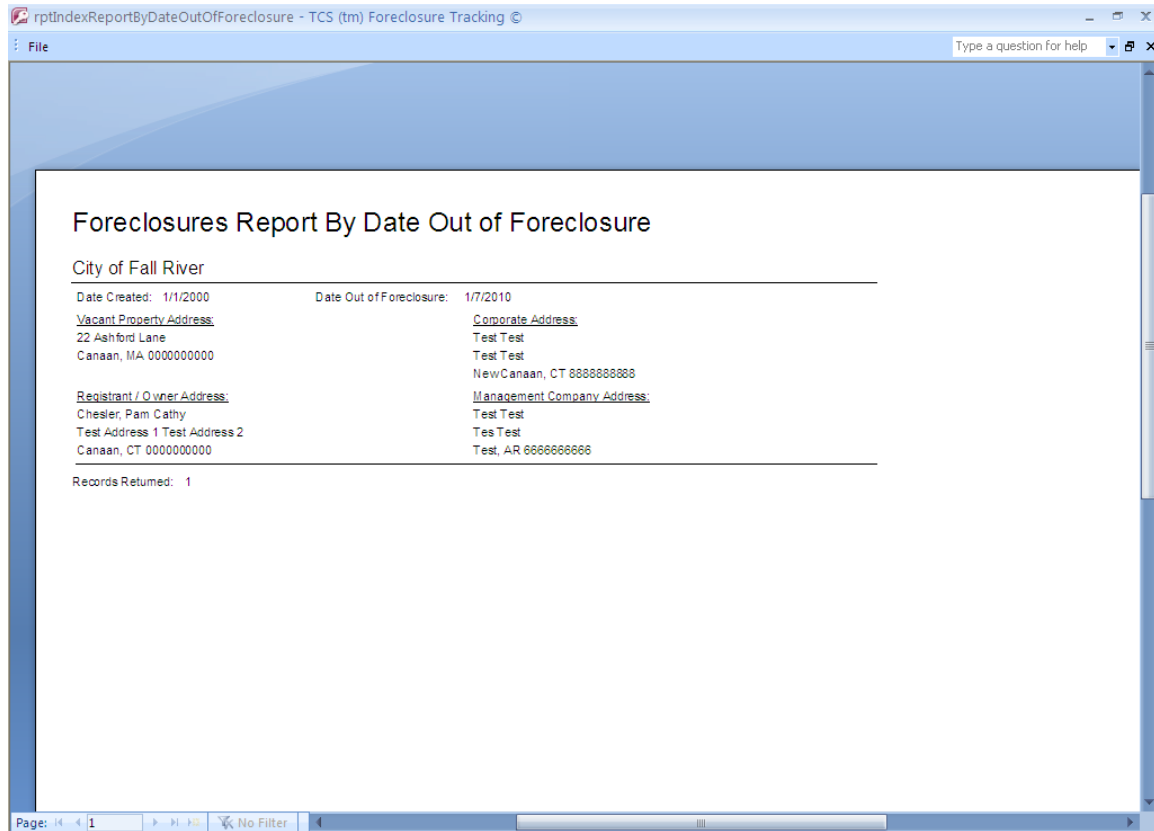 rptIndexReportByDateOutOfForeclosure - TCS (tm) Foreclosure Tracking ©
File
Type a question for help
Foreclosures Report By Date Out of Foreclosure
City of Fall River
Date Created: 1/1/2000 Date Out of Foreclosure: 1/7/2010
Vacant Property Address: Corporate Address:
22 Ashford Lane Test Test
Canaan, MA 0000000000 Test Test
NewCanaan, CT 8888888888
Registrant / Owner Address: Management Company Address:
Chesler, Pam Cathy Test Test
Test Address 1 Test Address 2 Tes Test
Canaan, CT 0000000000 Test, AR 6666666666
Records Returned: 1
Page: 1 No Filter